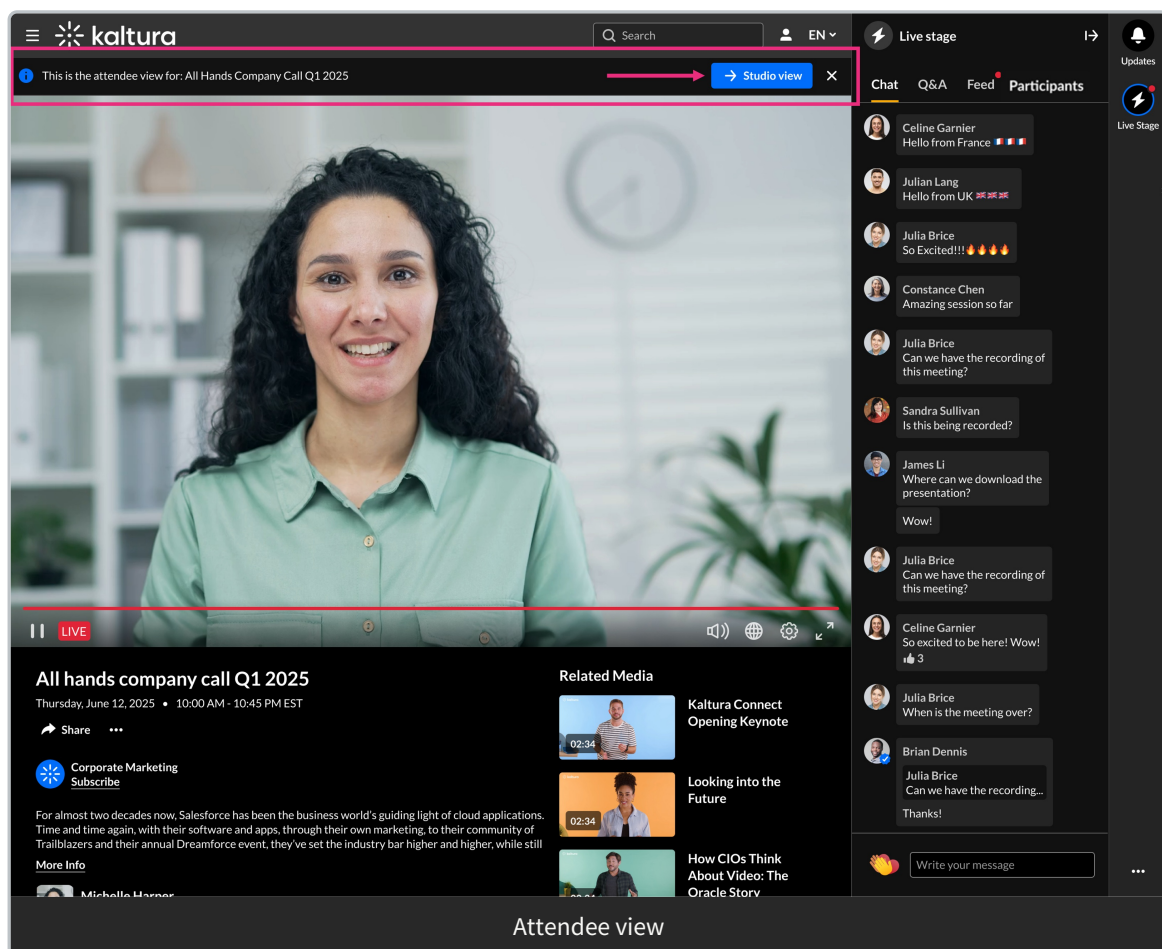 kaltura
Search
EN
This is the attendee view for: All Hands Company Call Q1 2025
Studio view
LIVE
All hands company call Q1 2025
Thursday, June 12, 2025 • 10:00 AM - 10:45 PM EST
Share
Corporate Marketing
Subscribe
For almost two decades now, Salesforce has been the business world's guiding light of cloud applications.
Time and time again, with their software and apps, through their own marketing, to their community of
Trailblazers and their annual Dreamforce event, they've set the industry bar higher and higher, while still
More Info
Michelle Harper
Related Media
02:34
Kaltura Connect
Opening Keynote
02:34
Looking into the
Future
How CIOs Think
About Video: The
Oracle Story
Live stage
Chat Q&A Feed Participants
Celine Garnier
Hello from France 🇫🇷🇫🇷🇫🇷
Julian Lang
Hello from UK 🇬🇧🇬🇧🇬🇧
Julia Brice
So Excited!!!🔥🔥🔥🔥
Constance Chen
Amazing session so far
Julia Brice
Can we have the recording of
this meeting?
Sandra Sullivan
Is this being recorded?
James Li
Where can we download the
presentation?
Wow!
Julia Brice
Can we have the recording of
this meeting?
Celine Garnier
So excited to be here! Wow!
👍 3
Julia Brice
When is the meeting over?
Brian Dennis
Julia Brice
Can we have the recording...
Thanks!
Write your message
Updates
Live Stage
Attendee view